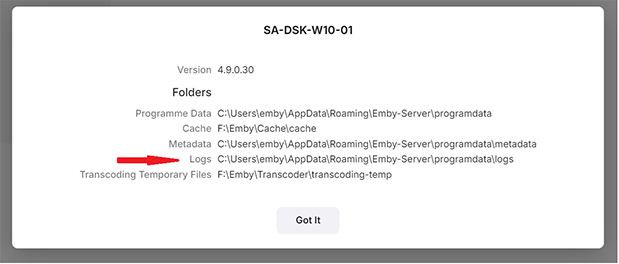 SA-DSK-W10-01
Version 4.9.0.30
Folders
Programme Data C:\Users\emby\AppData\Roaming\Emby-Server\programdata
Cache F:\Emby\Cache\cache
Metadata C:\Users\emby\AppData\Roaming\Emby-Server\programdata\metadata
Logs C:\Users\emby\AppData\Roaming\Emby-Server\programdata\logs
Transcoding Temporary Files F:\Emby\Transcoder\transcoding-temp
Got It